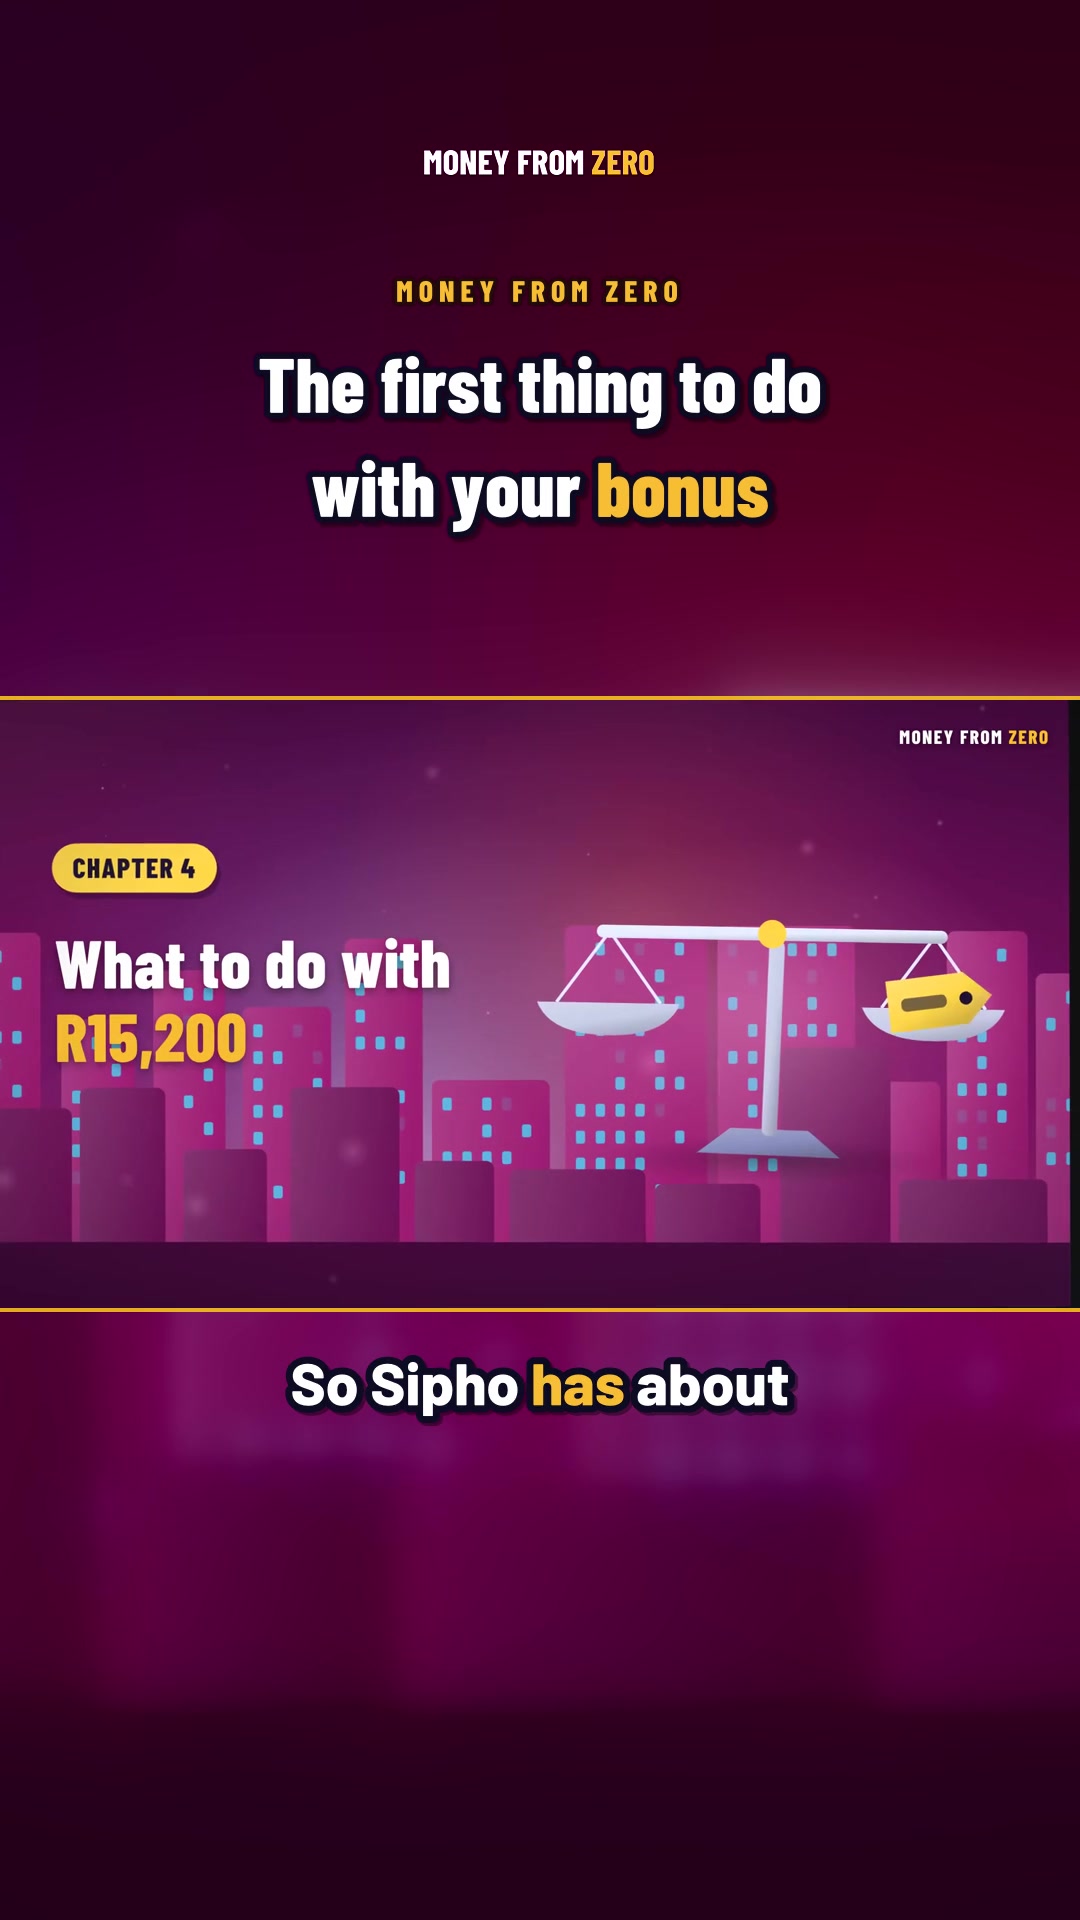 MONEY FROM ZERO
MONEY FROM ZERO
The first thing to do
with your bonus
MONEY FROM ZERO
CHAPTER 4
What to do with
R15,200
So Sipho has about